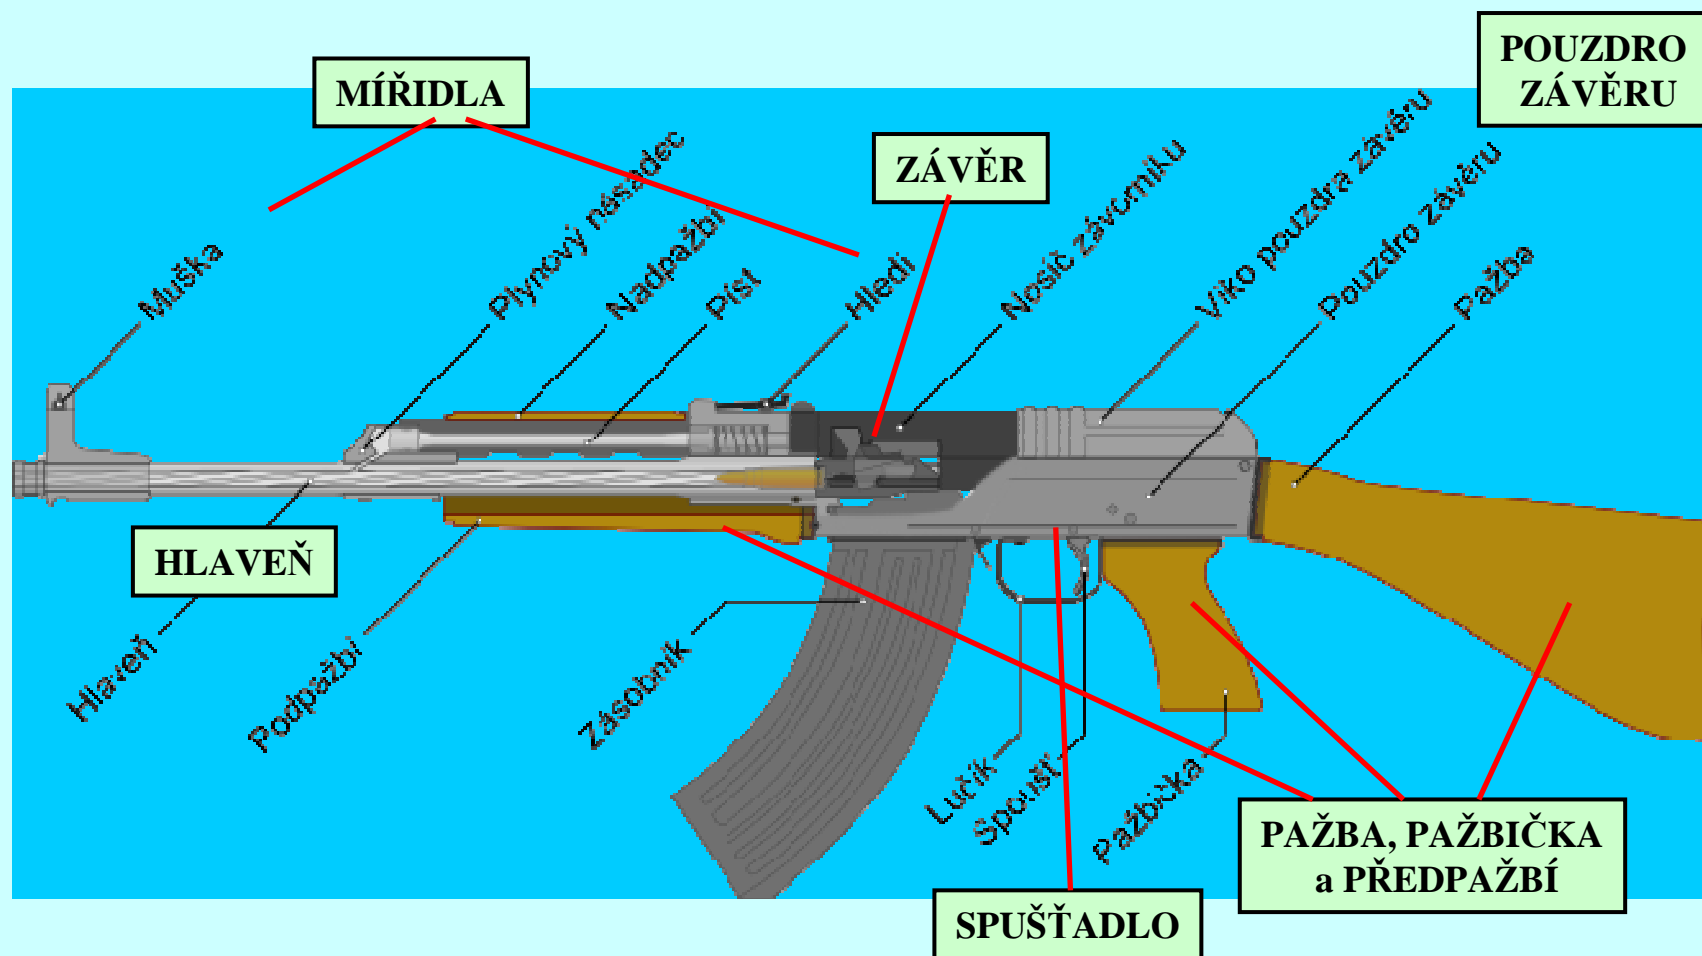 POUZDRO
ZÁVĚRU
MÍŘIDLA
ZÁVĚR
Muška
Plynový násadec
Nadpažbí
Píst
Hledí
Nosič závorníku
Víko pouzdra závěru
Pouzdro závěru
Pažba
HLAVEŇ
Hlaveň
Podpažbí
Zásobník
Lučík
Spoušť
Pažbička
PAŽBA, PAŽBIČKA
a PŘEDPAŽBÍ
SPUŠŤADLO